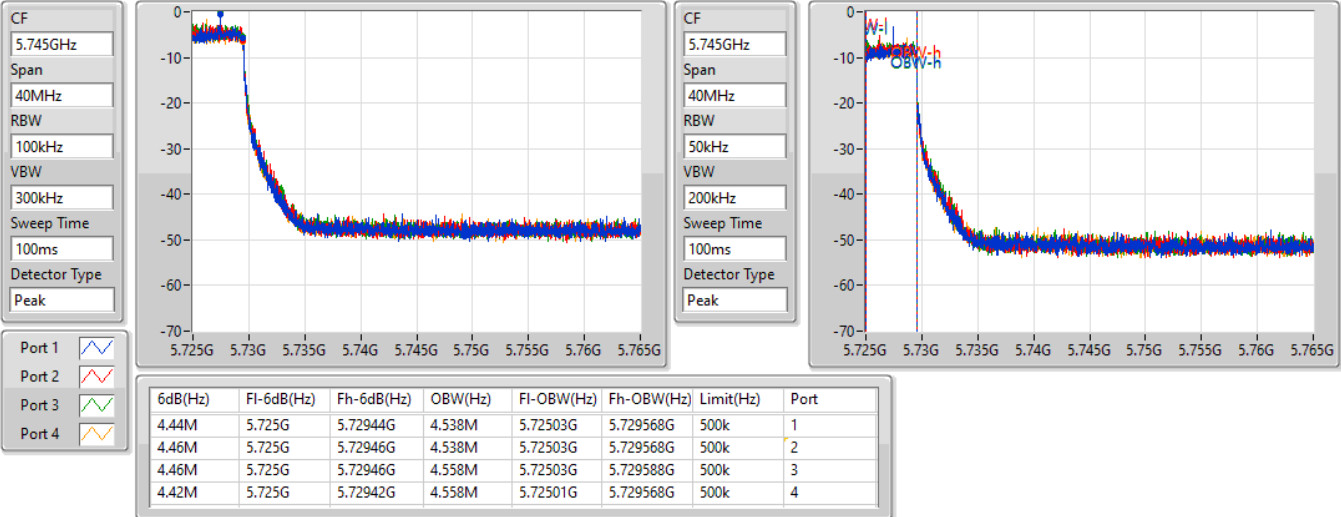 CF
5.745GHz
Span
40MHz
RBW
100kHz
VBW
300kHz
Sweep Time
100ms
Detector Type
Peak
0
-10
-20
-30
-40
-50
-60
-70
5.725G 5.73G 5.735G 5.74G 5.745G 5.75G 5.755G 5.76G 5.765G
CF
5.745GHz
Span
40MHz
RBW
50kHz
VBW
200kHz
Sweep Time
100ms
Detector Type
Peak
0
-10
-20
-30
-40
-50
-60
-70
W-l
OBW-h
OBW-h
5.725G 5.73G 5.735G 5.74G 5.745G 5.75G 5.755G 5.76G 5.765G
Port 1
Port 2
Port 3
Port 4
6dB(Hz) Fl-6dB(Hz) Fh-6dB(Hz) OBW(Hz) Fl-OBW(Hz) Fh-OBW(Hz) Limit(Hz) Port
4.44M 5.725G 5.72944G 4.538M 5.72503G 5.729568G 500k 1
4.46M 5.725G 5.72946G 4.538M 5.72503G 5.729568G 500k 2
4.46M 5.725G 5.72946G 4.558M 5.72503G 5.729588G 500k 3
4.42M 5.725G 5.72942G 4.558M 5.72501G 5.729568G 500k 4